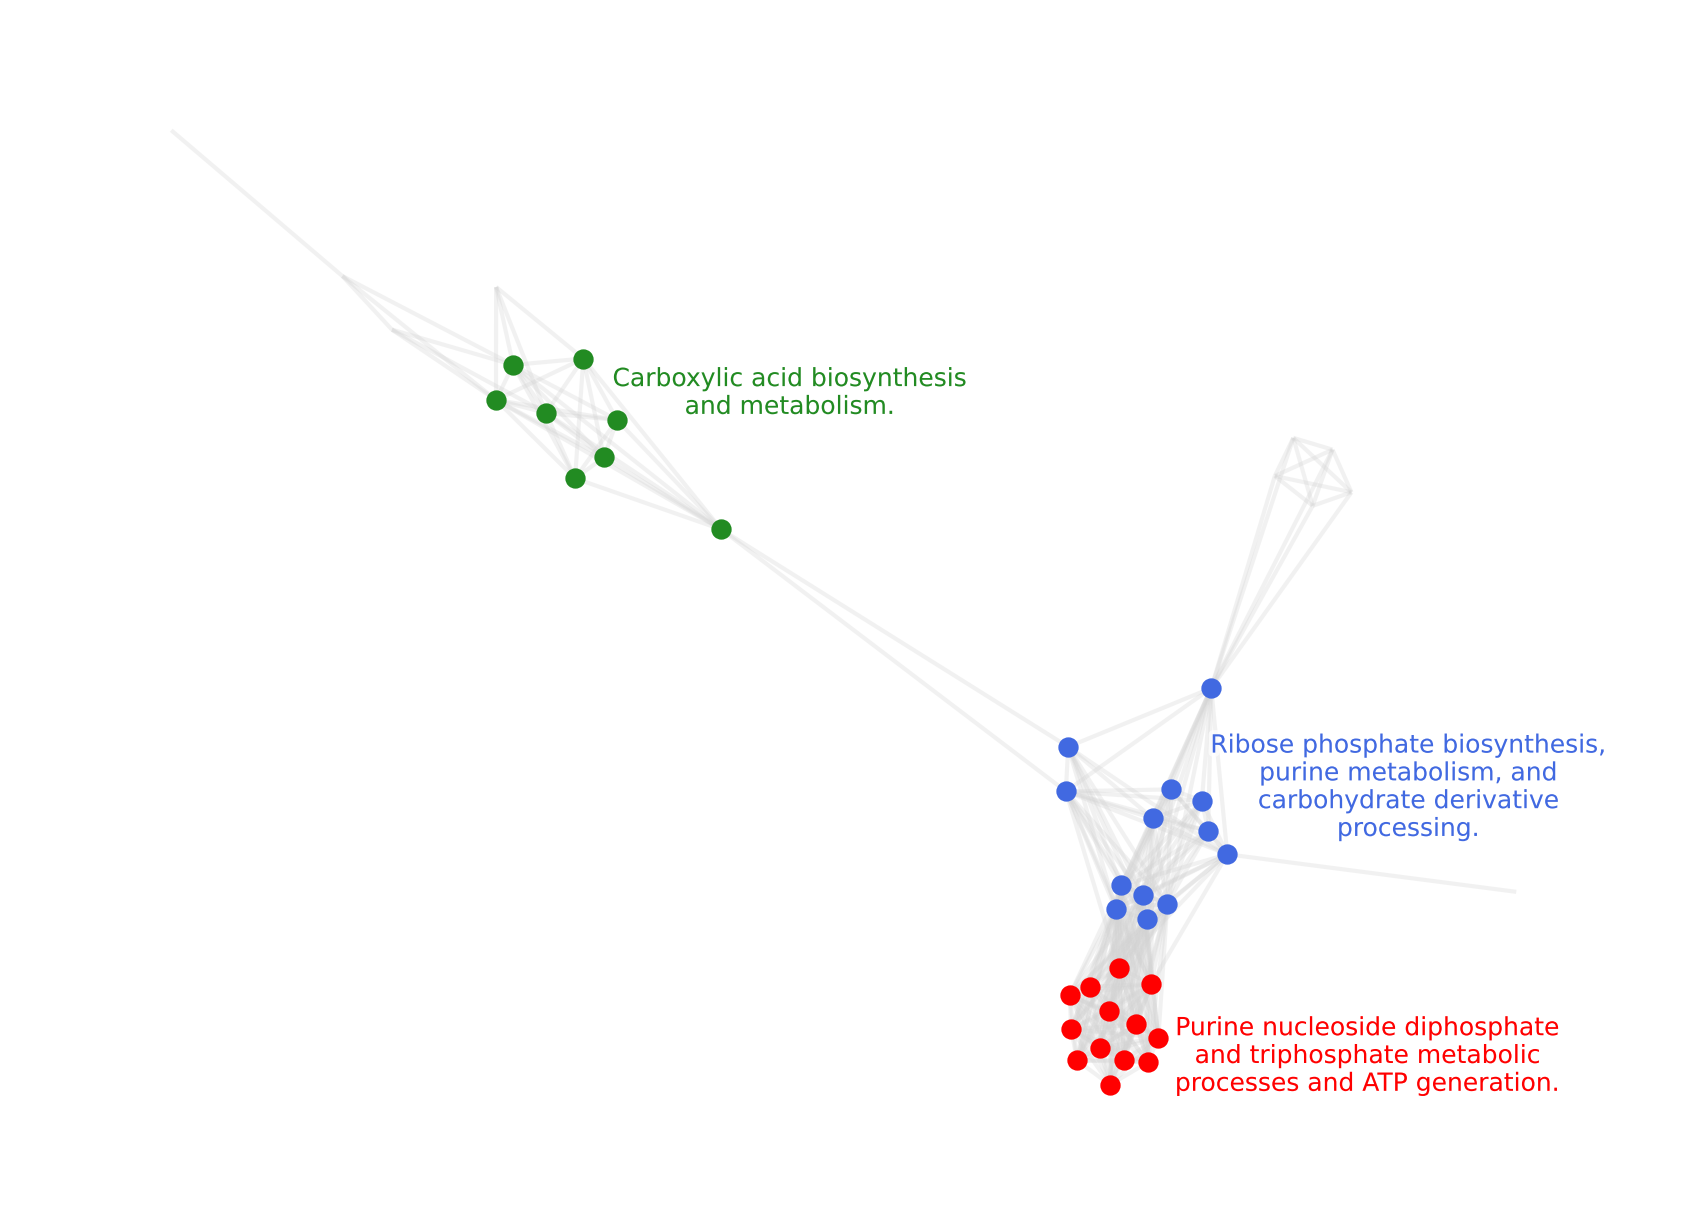 Carboxylic acid biosynthesis
and metabolism.
Ribose phosphate biosynthesis,
purine metabolism, and
carbohydrate derivative
processing.
Purine nucleoside diphosphate
and triphosphate metabolic
processes and ATP generation.